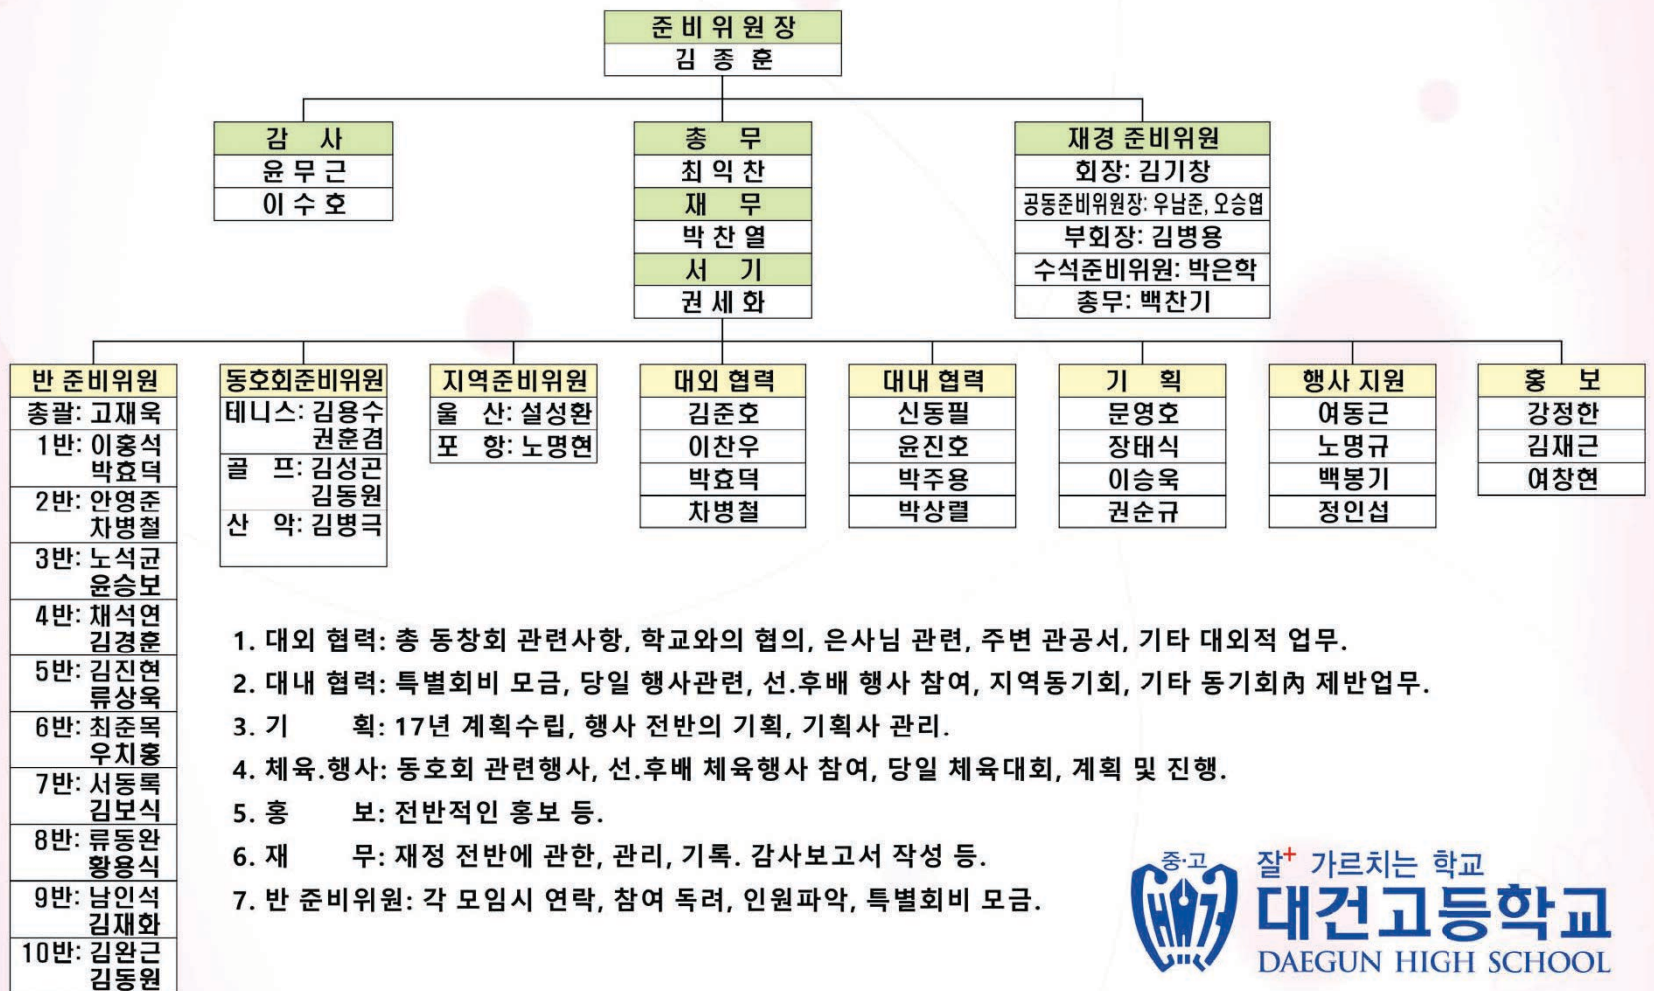 준 비 위 원 장
김 종 훈
감 사
윤 무 근
이 수 호
총 무
최 익 찬
재 무
박 찬 열
서 기
권 세 화
재경 준비위원
회장: 김기창
공동준비위원장: 우남준, 오승엽
부회장: 김병용
수석준비위원: 박은학
총무: 백찬기
반 준비위원
총괄: 고재욱
1반: 이홍석
박효덕
2반: 안영준
차병철
3반: 노석균
윤승보
4반: 채석연
김경훈
5반: 김진현
류상욱
6반: 최준목
우치홍
7반: 서동록
김보식
8반: 류동완
황용식
9반: 남인석
김재화
10반: 김완근
김동원
동호회준비위원
테니스: 김용수
권훈겸
골 프: 김성곤
김동원
산 악: 김병극
지역준비위원
울 산: 설성환
포 항: 노명현
대외 협력
김준호
이찬우
박효덕
차병철
대내 협력
신동필
윤진호
박주용
박상렬
기 획
문영호
장태식
이승욱
권순규
행사 지원
여동근
노명규
백봉기
정인섭
홍 보
강정한
김재근
여창현
1. 대외 협력: 총 동창회 관련사항, 학교와의 협의, 은사님 관련, 주변 관공서, 기타 대외적 업무.
2. 대내 협력: 특별회비 모금, 당일 행사관련, 선.후배 행사 참여, 지역동기회, 기타 동기회內 제반업무.
3. 기 획: 17년 계획수립, 행사 전반의 기획, 기획사 관리.
4. 체육.행사: 동호회 관련행사, 선.후배 체육행사 참여, 당일 체육대회, 계획 및 진행.
5. 홍 보: 전반적인 홍보 등.
6. 재 무: 재정 전반에 관한, 관리, 기록. 감사보고서 작성 등.
7. 반 준비위원: 각 모임시 연락, 참여 독려, 인원파악, 특별회비 모금.
중·고
잘+ 가르치는 학교
대건고등학교
DAEGUN HIGH SCHOOL